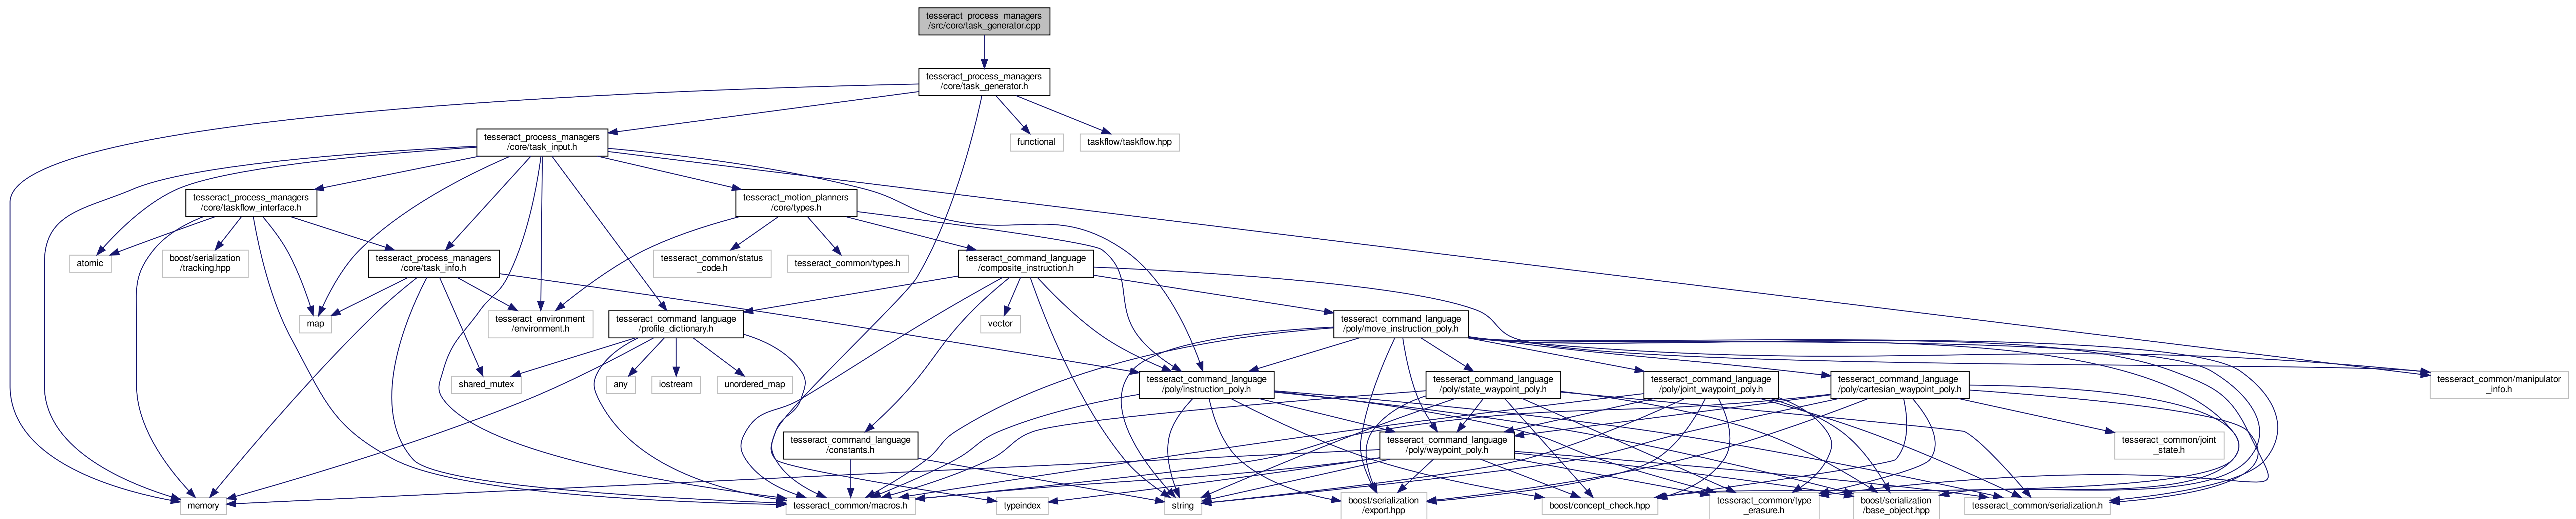 tesseract_process_managers
/src/core/task_generator.cpp
tesseract_process_managers
/core/task_generator.h
tesseract_process_managers
/core/task_input.h
functional
taskflow/taskflow.hpp
tesseract_process_managers
/core/taskflow_interface.h
tesseract_motion_planners
/core/types.h
atomic
boost/serialization
/tracking.hpp
tesseract_process_managers
/core/task_info.h
tesseract_common/status
_code.h
tesseract_common/types.h
tesseract_command_language
/composite_instruction.h
map
tesseract_environment
/environment.h
tesseract_command_language
/profile_dictionary.h
vector
tesseract_command_language
/poly/move_instruction_poly.h
shared_mutex
any
iostream
unordered_map
tesseract_command_language
/poly/instruction_poly.h
tesseract_command_language
/poly/state_waypoint_poly.h
tesseract_command_language
/poly/joint_waypoint_poly.h
tesseract_command_language
/poly/cartesian_waypoint_poly.h
tesseract_common/manipulator
_info.h
tesseract_command_language
/constants.h
tesseract_command_language
/poly/waypoint_poly.h
tesseract_common/joint
_state.h
memory
tesseract_common/macros.h
typeindex
string
boost/serialization
/export.hpp
boost/concept_check.hpp
tesseract_common/type
_erasure.h
boost/serialization
/base_object.hpp
tesseract_common/serialization.h